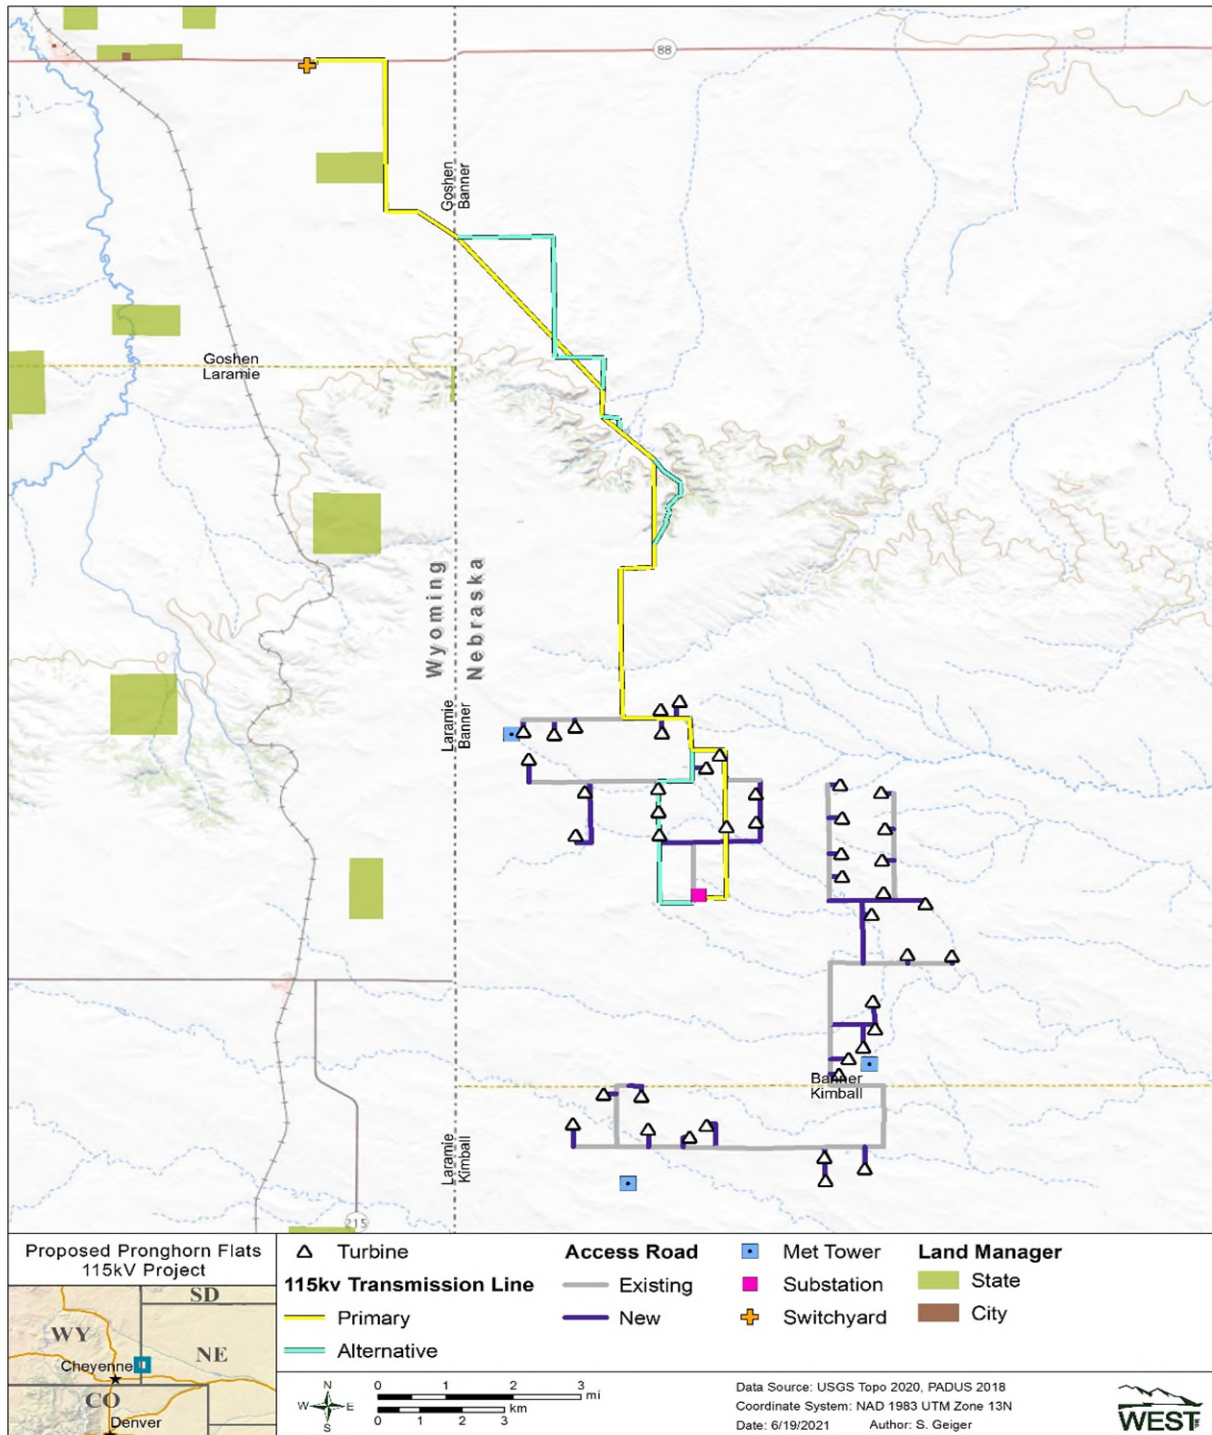 88
Goshen
Banner
Goshen
Laramie
Wyoming
Nebraska
Laramie
Banner
Banner
Kimball
Laramie
Kimball
215
Proposed Pronghorn Flats
115kV Project
SD
WY
NE
Cheyenne
CO
Denver
Turbine
115kv Transmission Line
Primary
Alternative
Access Road
Existing
New
Met Tower
Substation
Switchyard
Land Manager
State
City
N
W
E
S
0 1 2 3
mi
km
0 1 2 3
Data Source: USGS Topo 2020, PADUS 2018
Coordinate System: NAD 1983 UTM Zone 13N
Date: 6/19/2021 Author: S. Geiger
WEST